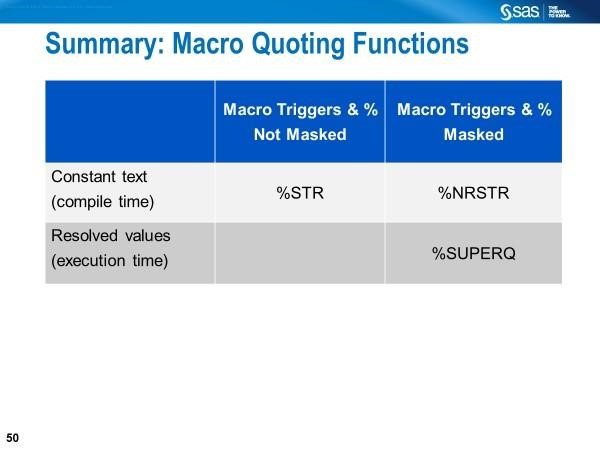 sas THE POWER TO KNOW.
Summary: Macro Quoting Functions
Macro Triggers & % Not Masked
Macro Triggers & % Masked
Constant text (compile time)
%STR
%NRSTR
Resolved values (execution time)
%SUPERQ
50